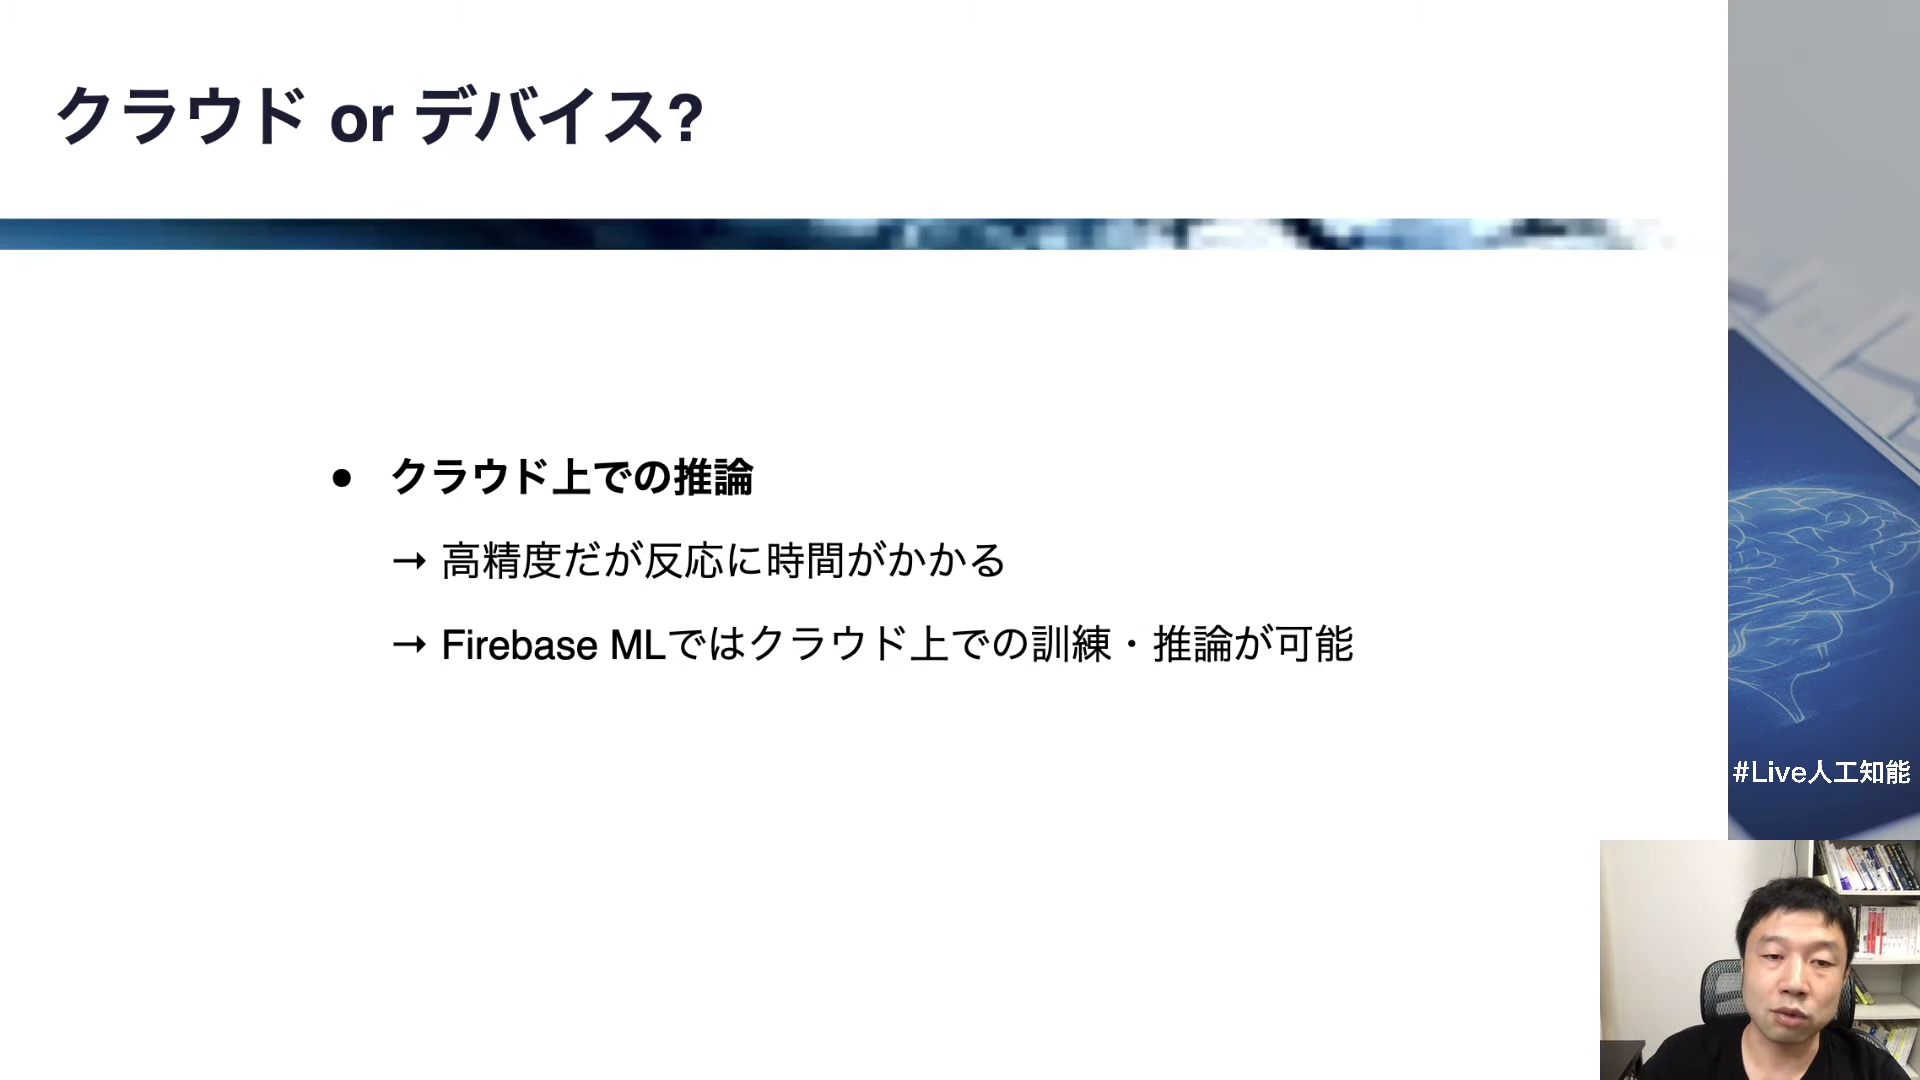 クラウド or デバイス?
● クラウド上での推論
→ 高精度だが反応に時間がかかる
→ Firebase MLではクラウド上での訓練・推論が可能
#Live人工知能